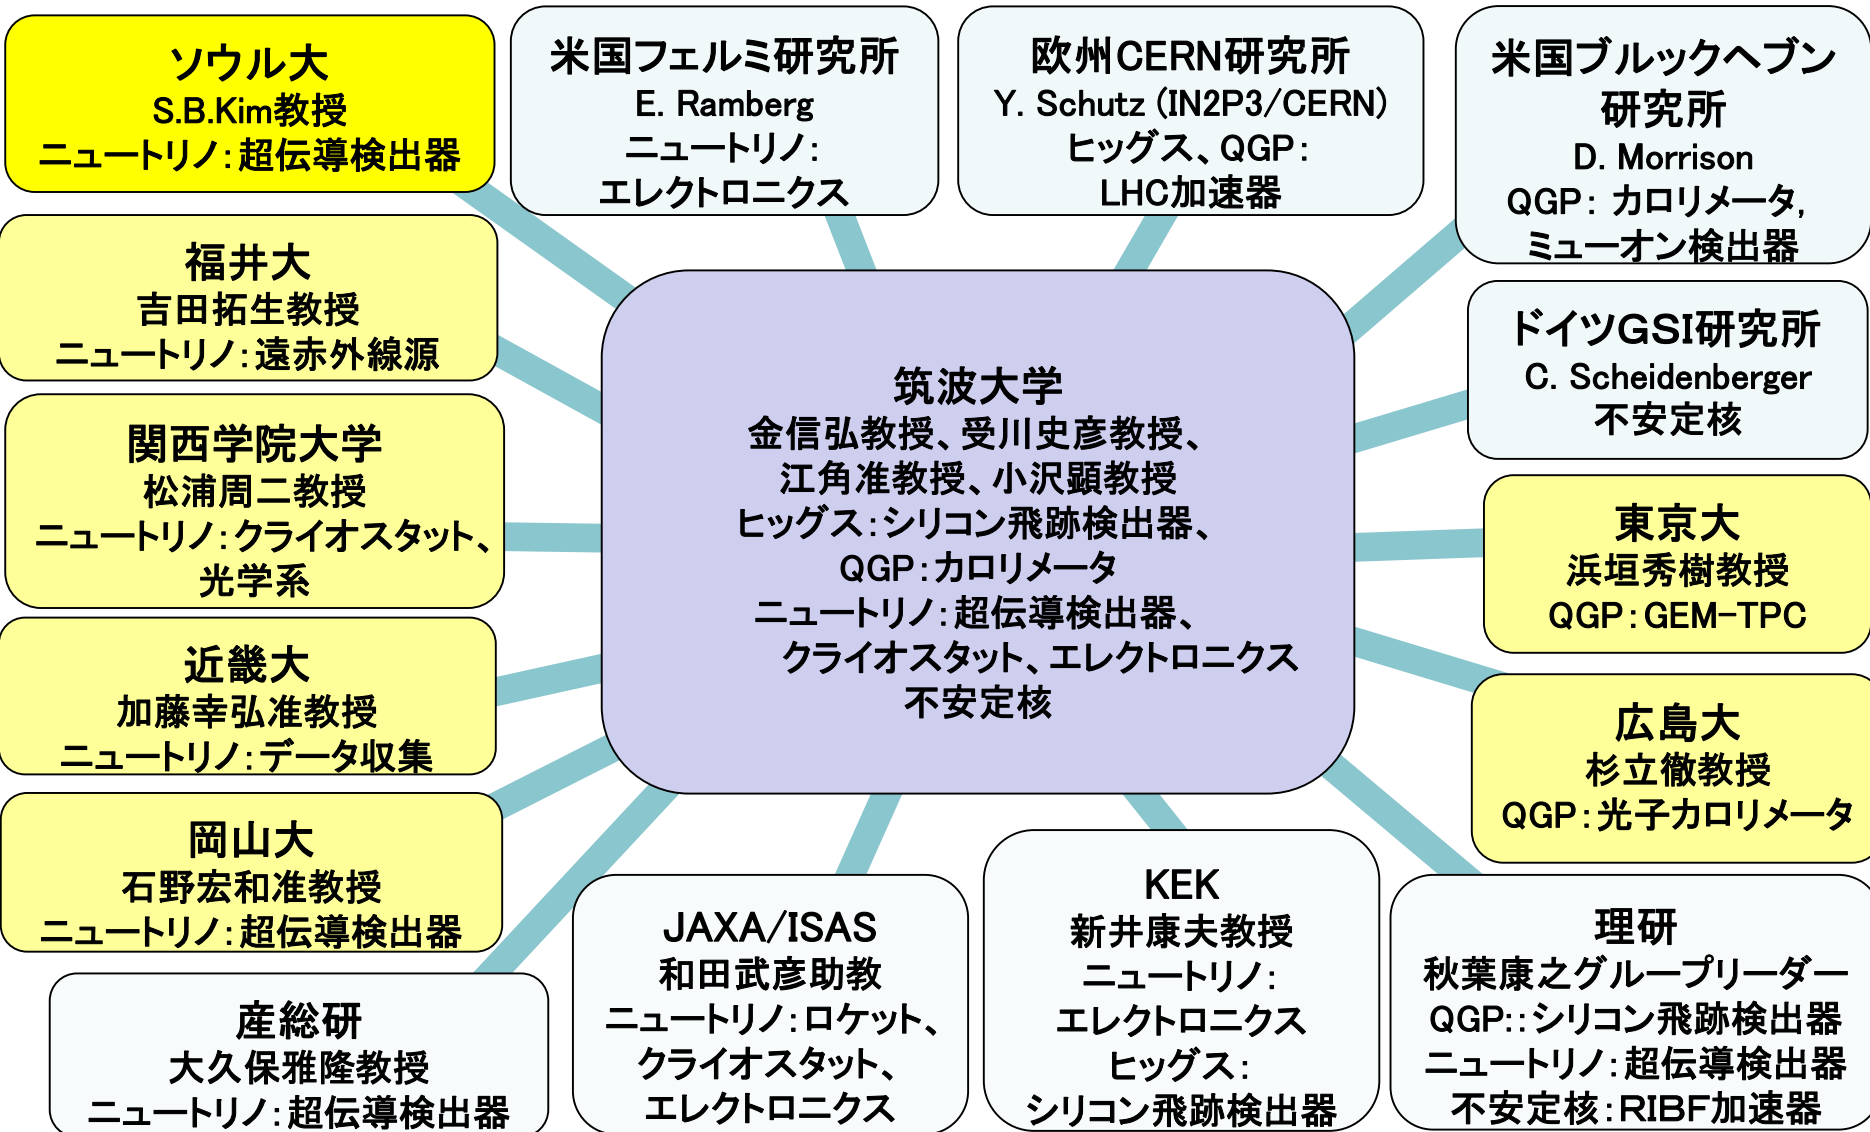 ソウル大
S.B.Kim教授
ニュートリノ:超伝導検出器
米国フェルミ研究所
E. Ramberg
ニュートリノ:
エレクトロニクス
欧州CERN研究所
Y. Schutz (IN2P3/CERN)
ヒッグス、QGP:
LHC加速器
米国ブルックヘブン
研究所
D. Morrison
QGP: カロリメータ,
ミューオン検出器
福井大
吉田拓生教授
ニュートリノ:遠赤外線源
ドイツGSI研究所
C. Scheidenberger
不安定核
関西学院大学
松浦周二教授
ニュートリノ:クライオスタット、
光学系
筑波大学
金信弘教授、受川史彦教授、
江角准教授、小沢顕教授
ヒッグス:シリコン飛跡検出器、
QGP:カロリメータ
ニュートリノ:超伝導検出器、
クライオスタット、エレクトロニクス
不安定核
東京大
浜垣秀樹教授
QGP:GEM-TPC
近畿大
加藤幸弘准教授
ニュートリノ:データ収集
広島大
杉立徹教授
QGP:光子カロリメータ
岡山大
石野宏和准教授
ニュートリノ:超伝導検出器
産総研
大久保雅隆教授
ニュートリノ:超伝導検出器
JAXA/ISAS
和田武彦助教
ニュートリノ:ロケット、
クライオスタット、
エレクトロニクス
KEK
新井康夫教授
ニュートリノ:
エレクトロニクス
ヒッグス:
シリコン飛跡検出器
理研
秋葉康之グループリーダー
QGP::シリコン飛跡検出器
ニュートリノ:超伝導検出器
不安定核:RIBF加速器